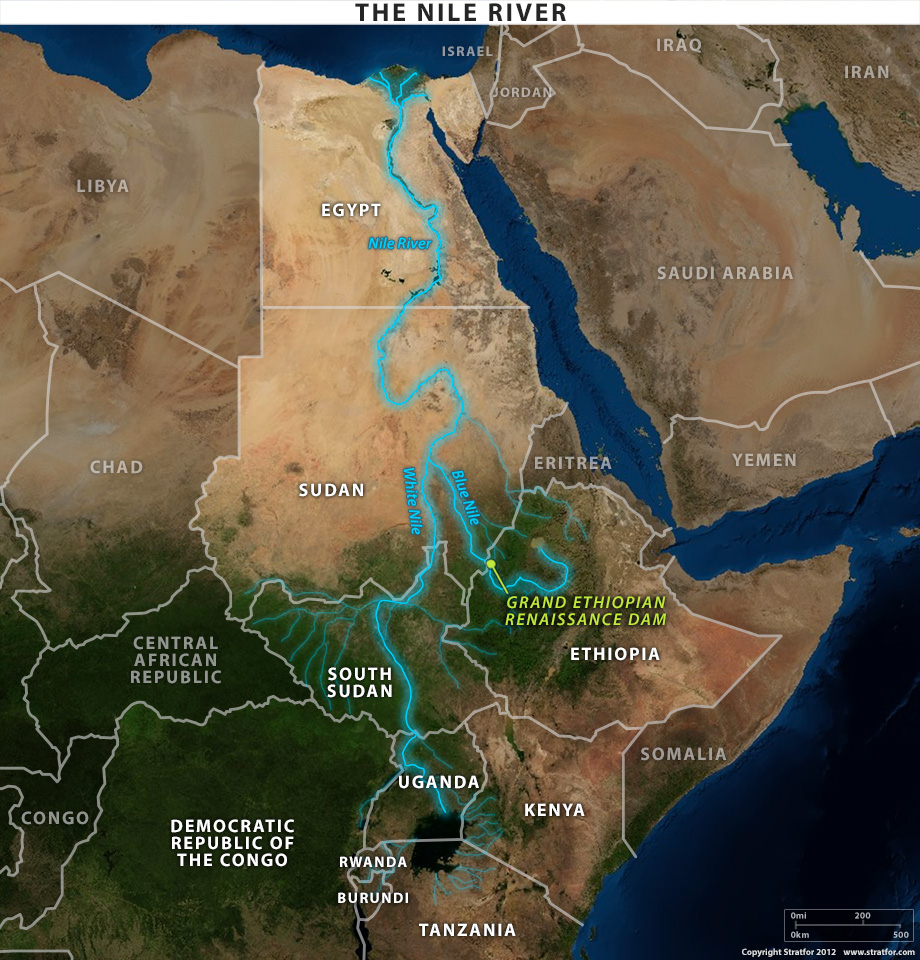 THE NILE RIVER
ISRAEL
IRAQ
IRAN
JORDAN
LIBYA
EGYPT
Nile River
SAUDI ARABIA
CHAD
SUDAN
White Nile
Blue Nile
ERITREA
YEMEN
GRAND ETHIOPIAN
RENAISSANCE DAM
CENTRAL
AFRICAN
REPUBLIC
ETHIOPIA
SOUTH
SUDAN
SOMALIA
UGANDA
KENYA
CONGO
DEMOCRATIC
REPUBLIC OF
THE CONGO
RWANDA
BURUNDI
TANZANIA
0mi 200
0km 500
Copyright Stratfor 2012 www.stratfor.com